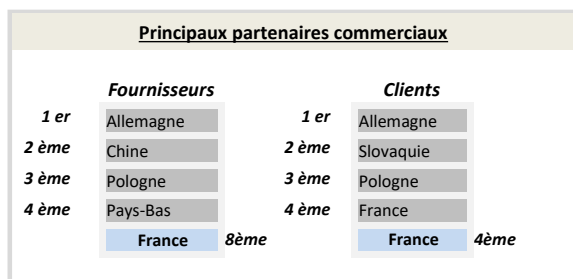 Principaux partenaires commerciaux
Fournisseurs Clients
1 er Allemagne 1 er Allemagne
2 ème Chine 2 ème Slovaquie
3 ème Pologne 3 ème Pologne
4 ème Pays-Bas 4 ème France
France 8ème France 4ème